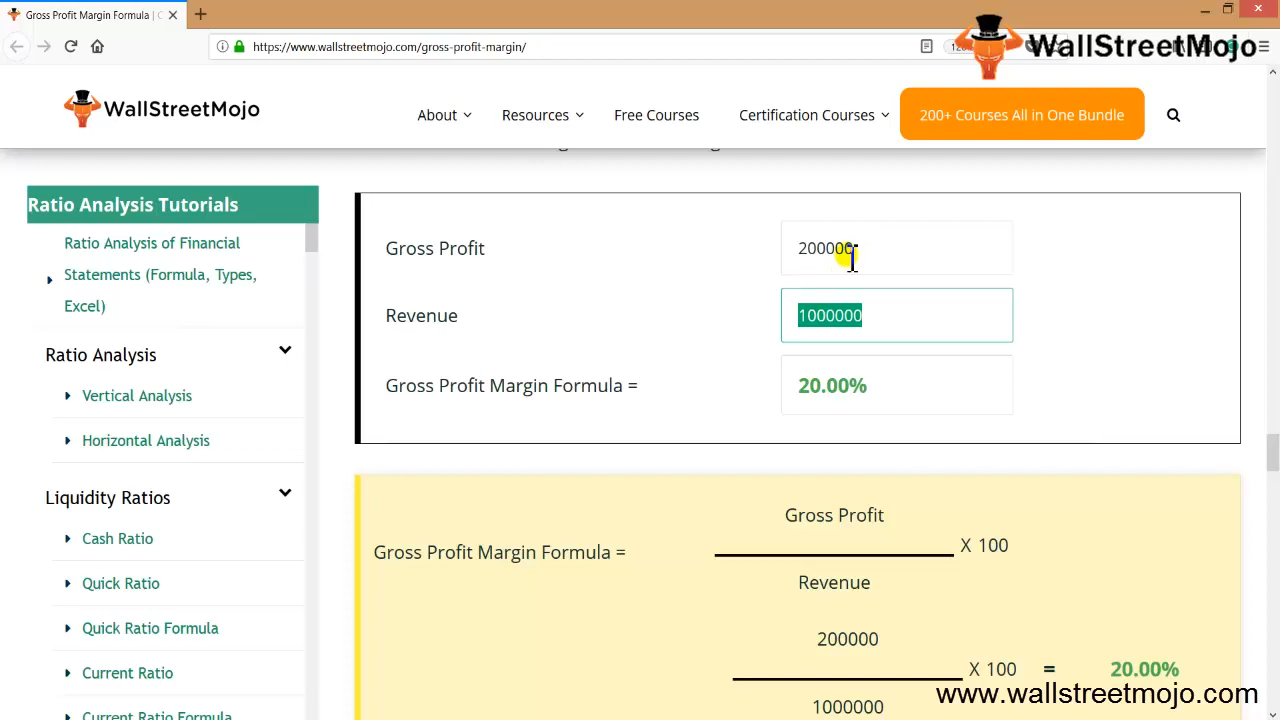 Gross Profit Margin Formula | C
https://www.wallstreetmojo.com/gross-profit-margin/
WallStreetMojo
WallStreetMojo
About
Resources
Free Courses
Certification Courses
200+ Courses All in One Bundle
Ratio Analysis Tutorials
Ratio Analysis of Financial
Statements (Formula, Types,
Excel)
Ratio Analysis
Vertical Analysis
Horizontal Analysis
Liquidity Ratios
Cash Ratio
Quick Ratio
Quick Ratio Formula
Current Ratio
Current Ratio Formula
Gross Profit
200000
Revenue
1000000
Gross Profit Margin Formula =
20.00%
Gross Profit
Gross Profit Margin Formula =
X 100
Revenue
200000
X 100 = 20.00%
1000000
www.wallstreetmojo.com